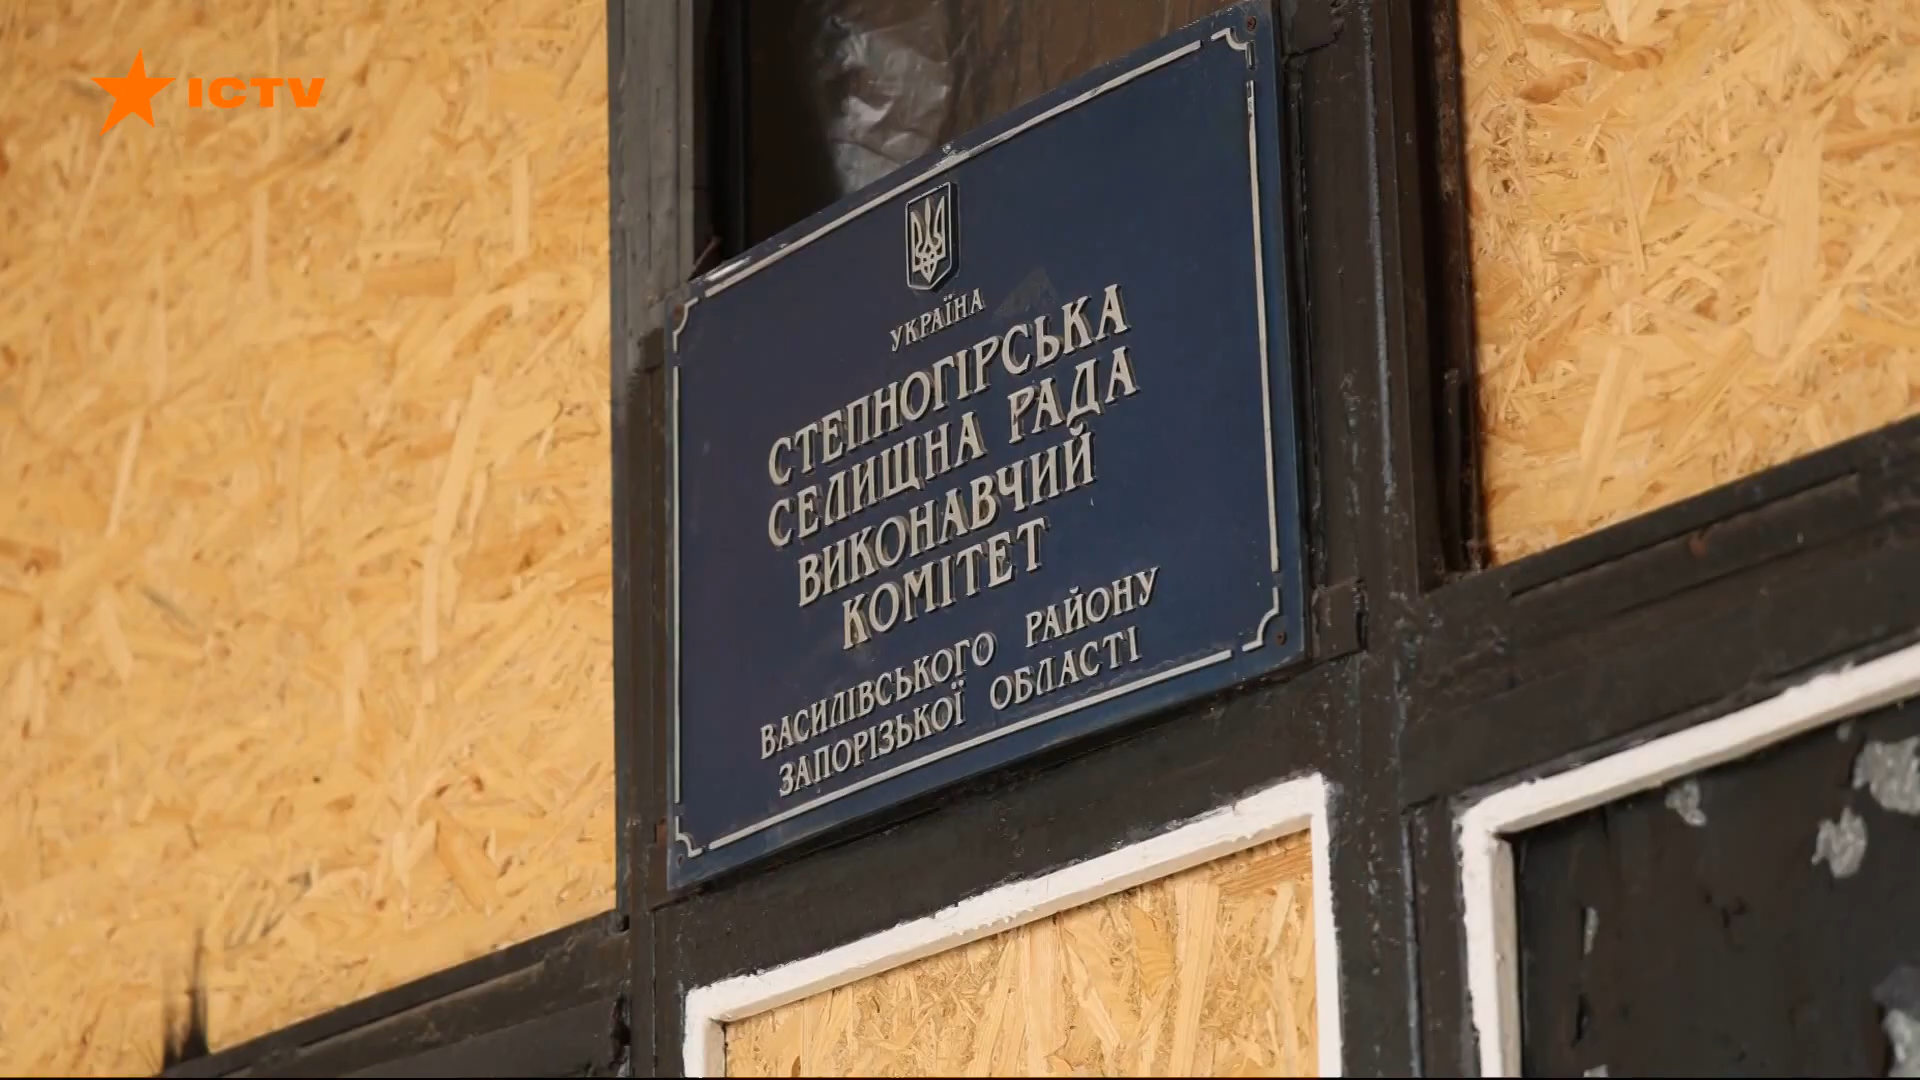 ICTV
УКРАЇНА
СТЕПНОГІРСЬКА
СЕЛИЩНА РАДА
ВИКОНАВЧИЙ
КОМІТЕТ
ВАСИЛІВСЬКОГО РАЙОНУ
ЗАПОРІЗЬКОЇ ОБЛАСТІ